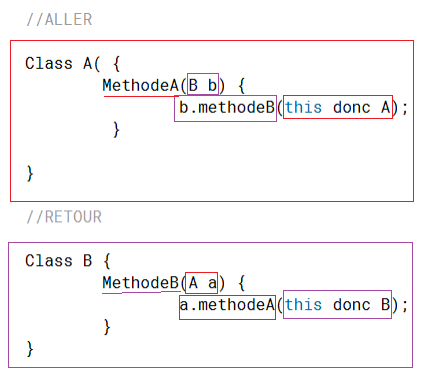 //ALLER
Class A( {
MethodeA(B b) {
b.methodeB(this donc A);
}
}
//RETOUR
Class B {
MethodeB(A a) {
a.methodeA(this donc B);
}
}